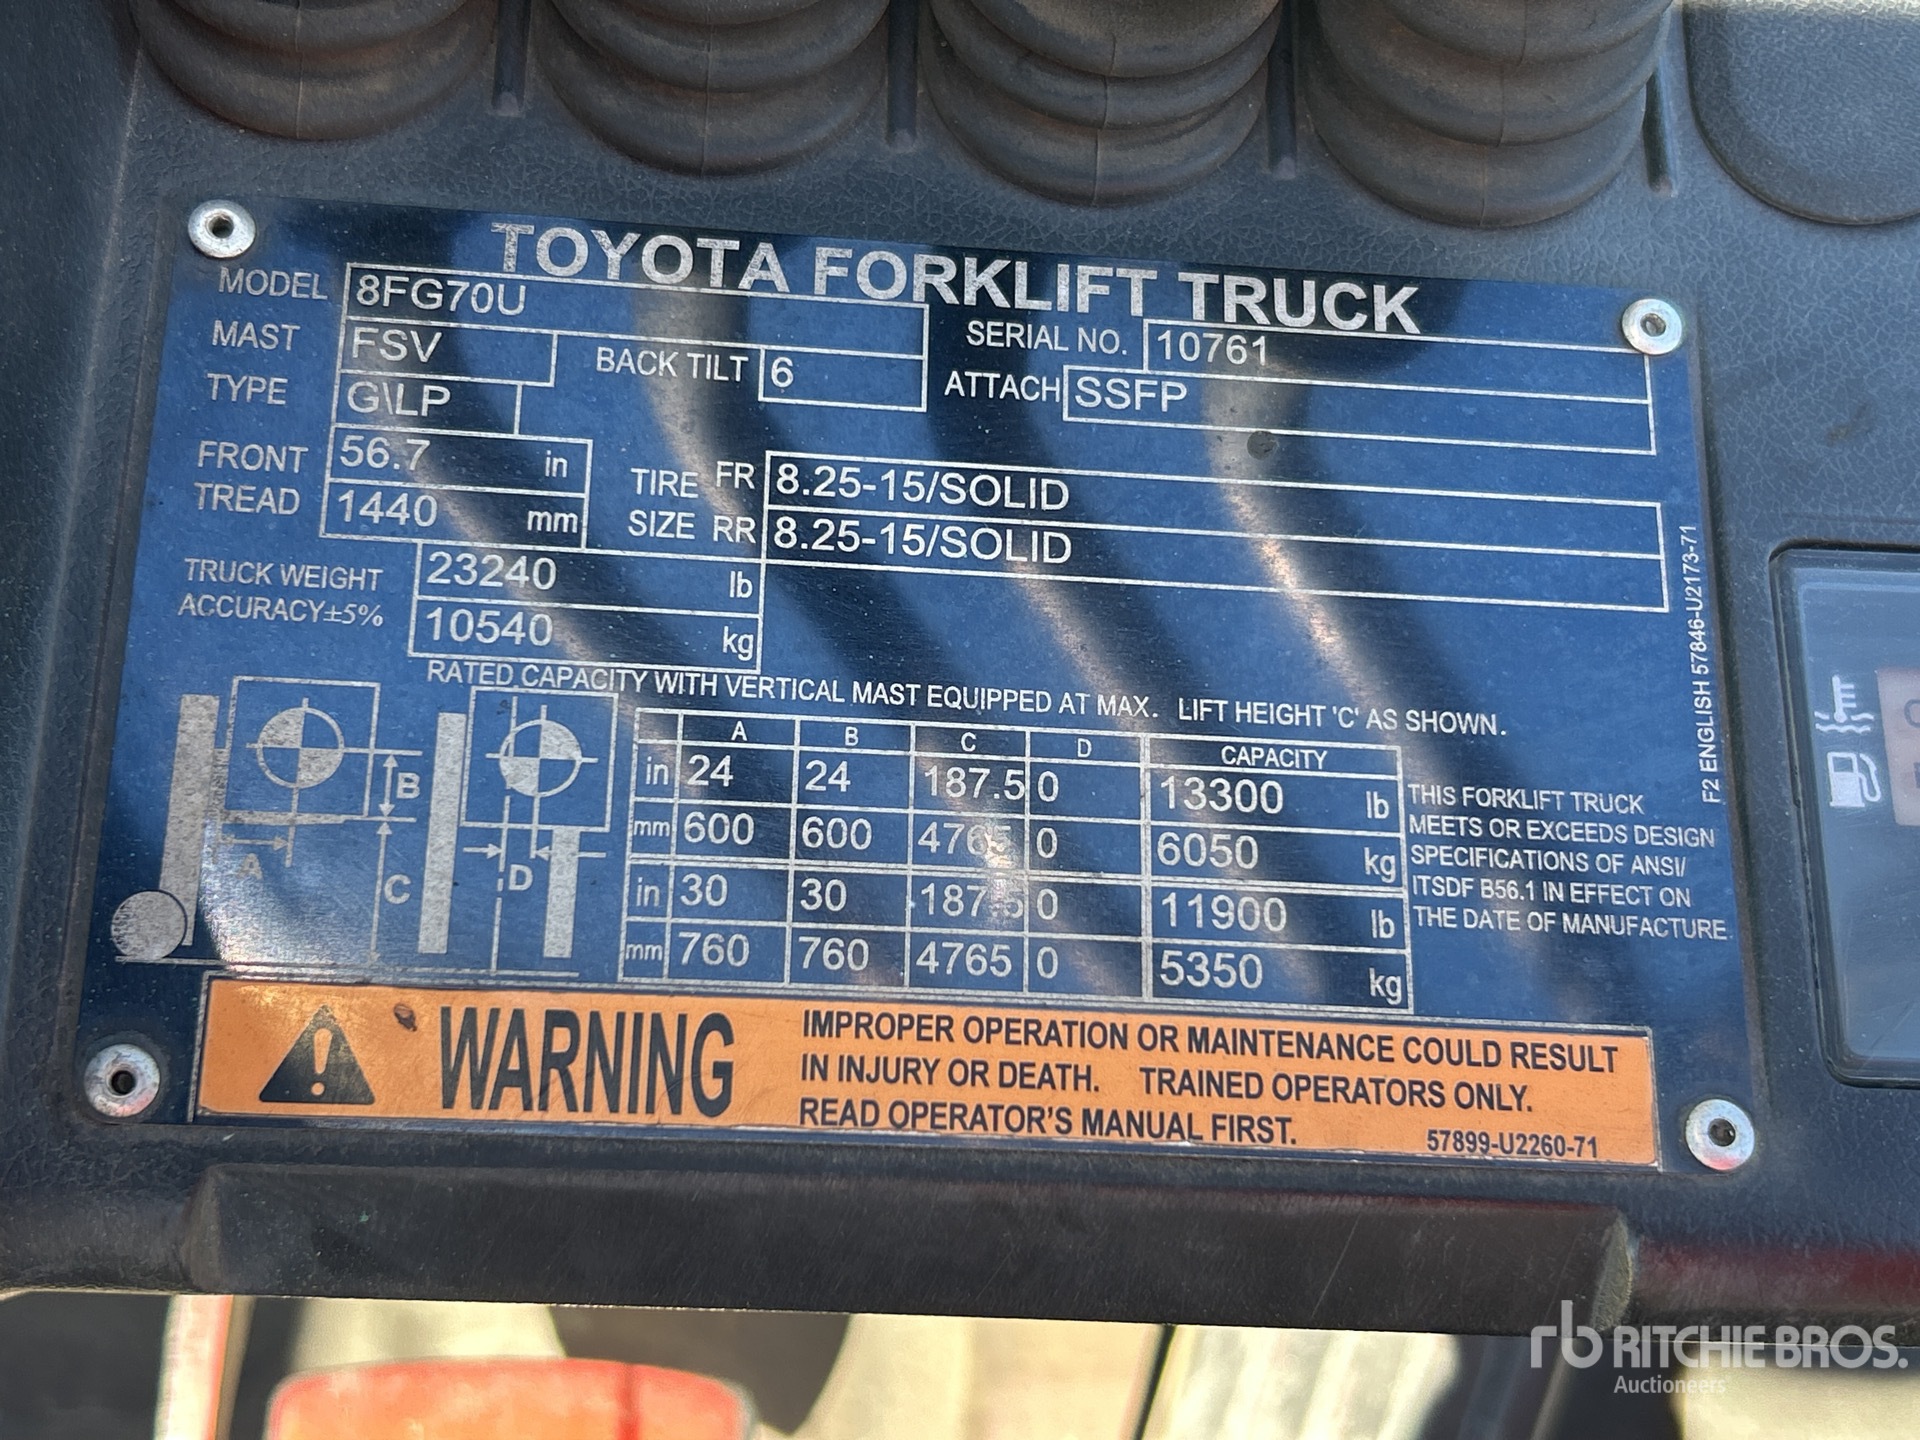 TOYOTA FORKLIFT TRUCK
MODEL 8FG70U
SERIAL NO. 10761
MAST FSV BACK TILT 6
ATTACH SSFP
TYPE G\LP
FRONT TREAD 56.7 in
1440 mm
TIRE SIZE FR 8.25-15/SOLID
RR 8.25-15/SOLID
TRUCK WEIGHT 23240 lb
ACCURACY±5% 10540 kg
RATED CAPACITY WITH VERTICAL MAST EQUIPPED AT MAX. LIFT HEIGHT 'C' AS SHOWN.
A B C D CAPACITY
in 24 24 187.5 0 13300 lb
mm 600 600 4765 0 6050 kg
in 30 30 187.5 0 11900 lb
mm 760 760 4765 0 5350 kg
A B C D
THIS FORKLIFT TRUCK
MEETS OR EXCEEDS DESIGN
SPECIFICATIONS OF ANSI/
ITSDF B56.1 IN EFFECT ON
THE DATE OF MANUFACTURE.
F2 ENGLISH 57846-U2173-71
WARNING
IMPROPER OPERATION OR MAINTENANCE COULD RESULT
IN INJURY OR DEATH. TRAINED OPERATORS ONLY.
READ OPERATOR'S MANUAL FIRST.
57899-U2260-71
rb RITCHIE BROS.
Auctioneers